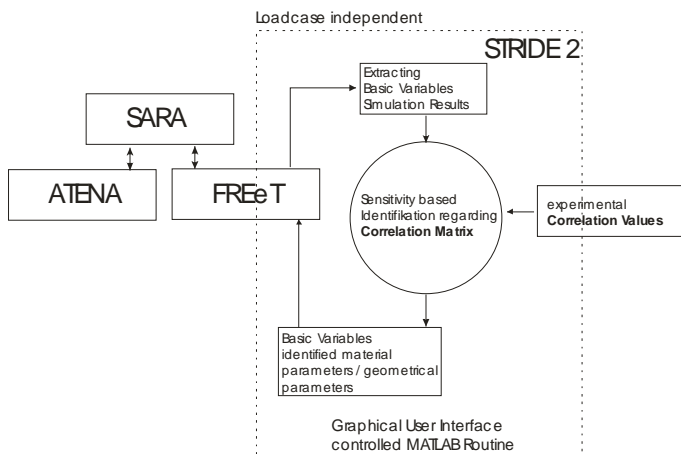 Loadcase independent
STRIDE 2
Extracting
Basic Variables
Simulation Results
SARA
ATENA
FREeT
Sensitivity based
Identifikation regarding
Correlation Matrix
experimental
Correlation Values
Basic Variables
identified material
parameters / geometrical
parameters
Graphical User Interface
controlled MATLAB Routine